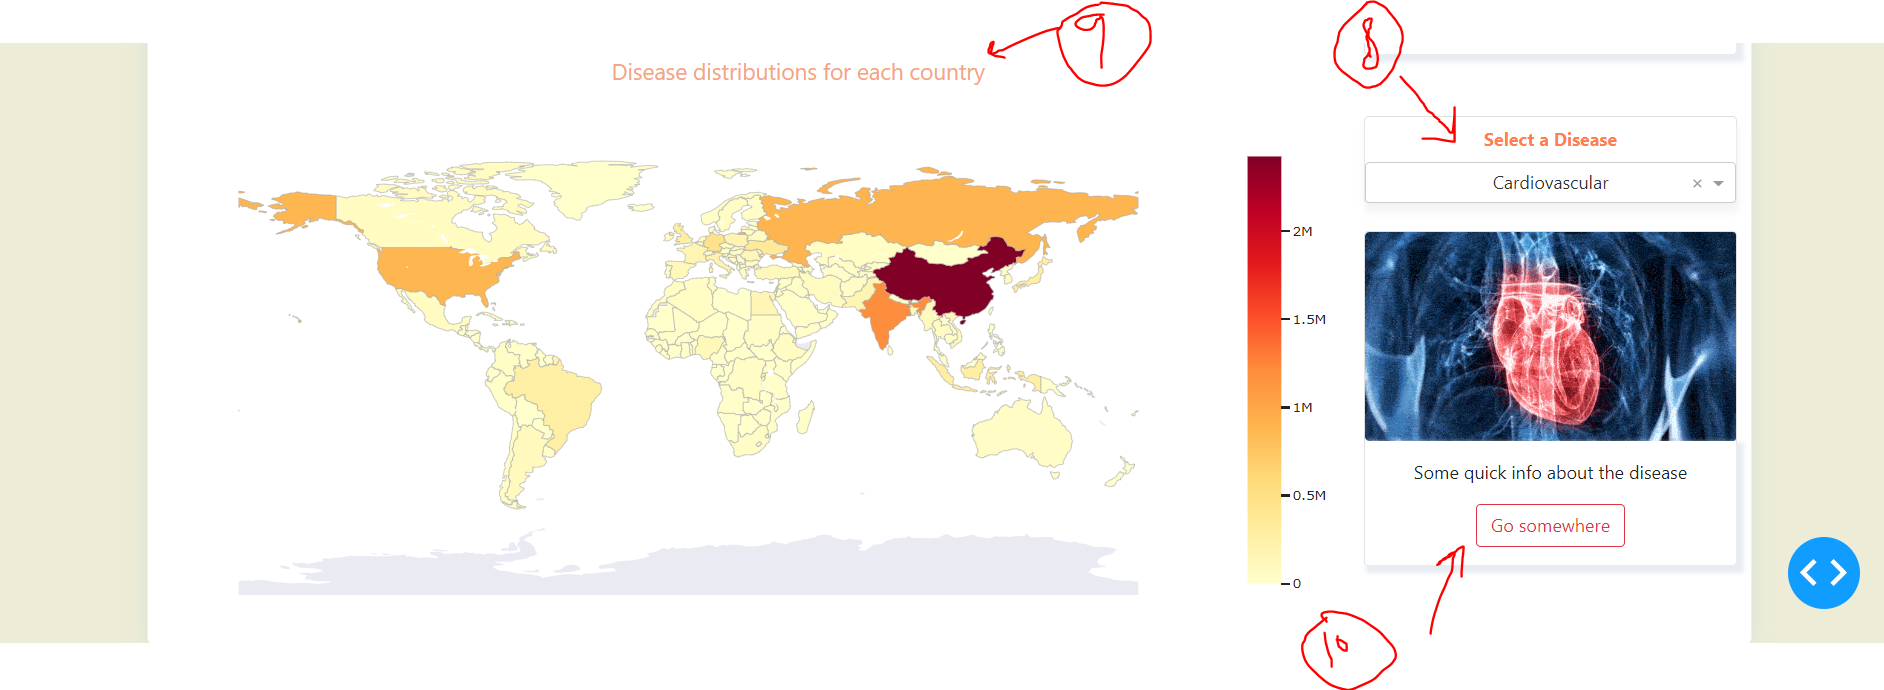 9
8
Disease distributions for each country
Select a Disease
Cardiovascular
× 
2M
1.5M
1M
0.5M
0
Some quick info about the disease
Go somewhere
10